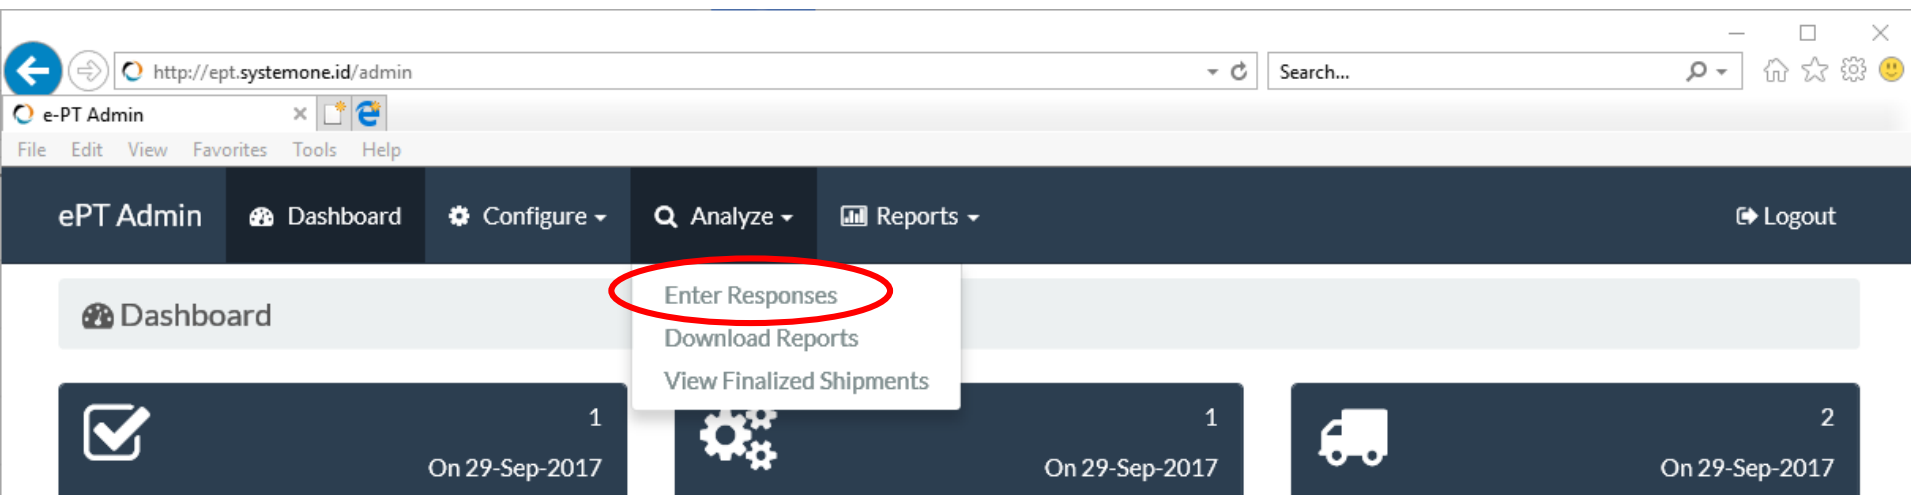 http://ept.systemone.id/admin
Search...
e-PT Admin
File Edit View Favorites Tools Help
ePT Admin Dashboard Configure Analyze Reports Logout
Enter Responses
Dashboard
Download Reports
View Finalized Shipments
1
On 29-Sep-2017
1
On 29-Sep-2017
2
On 29-Sep-2017